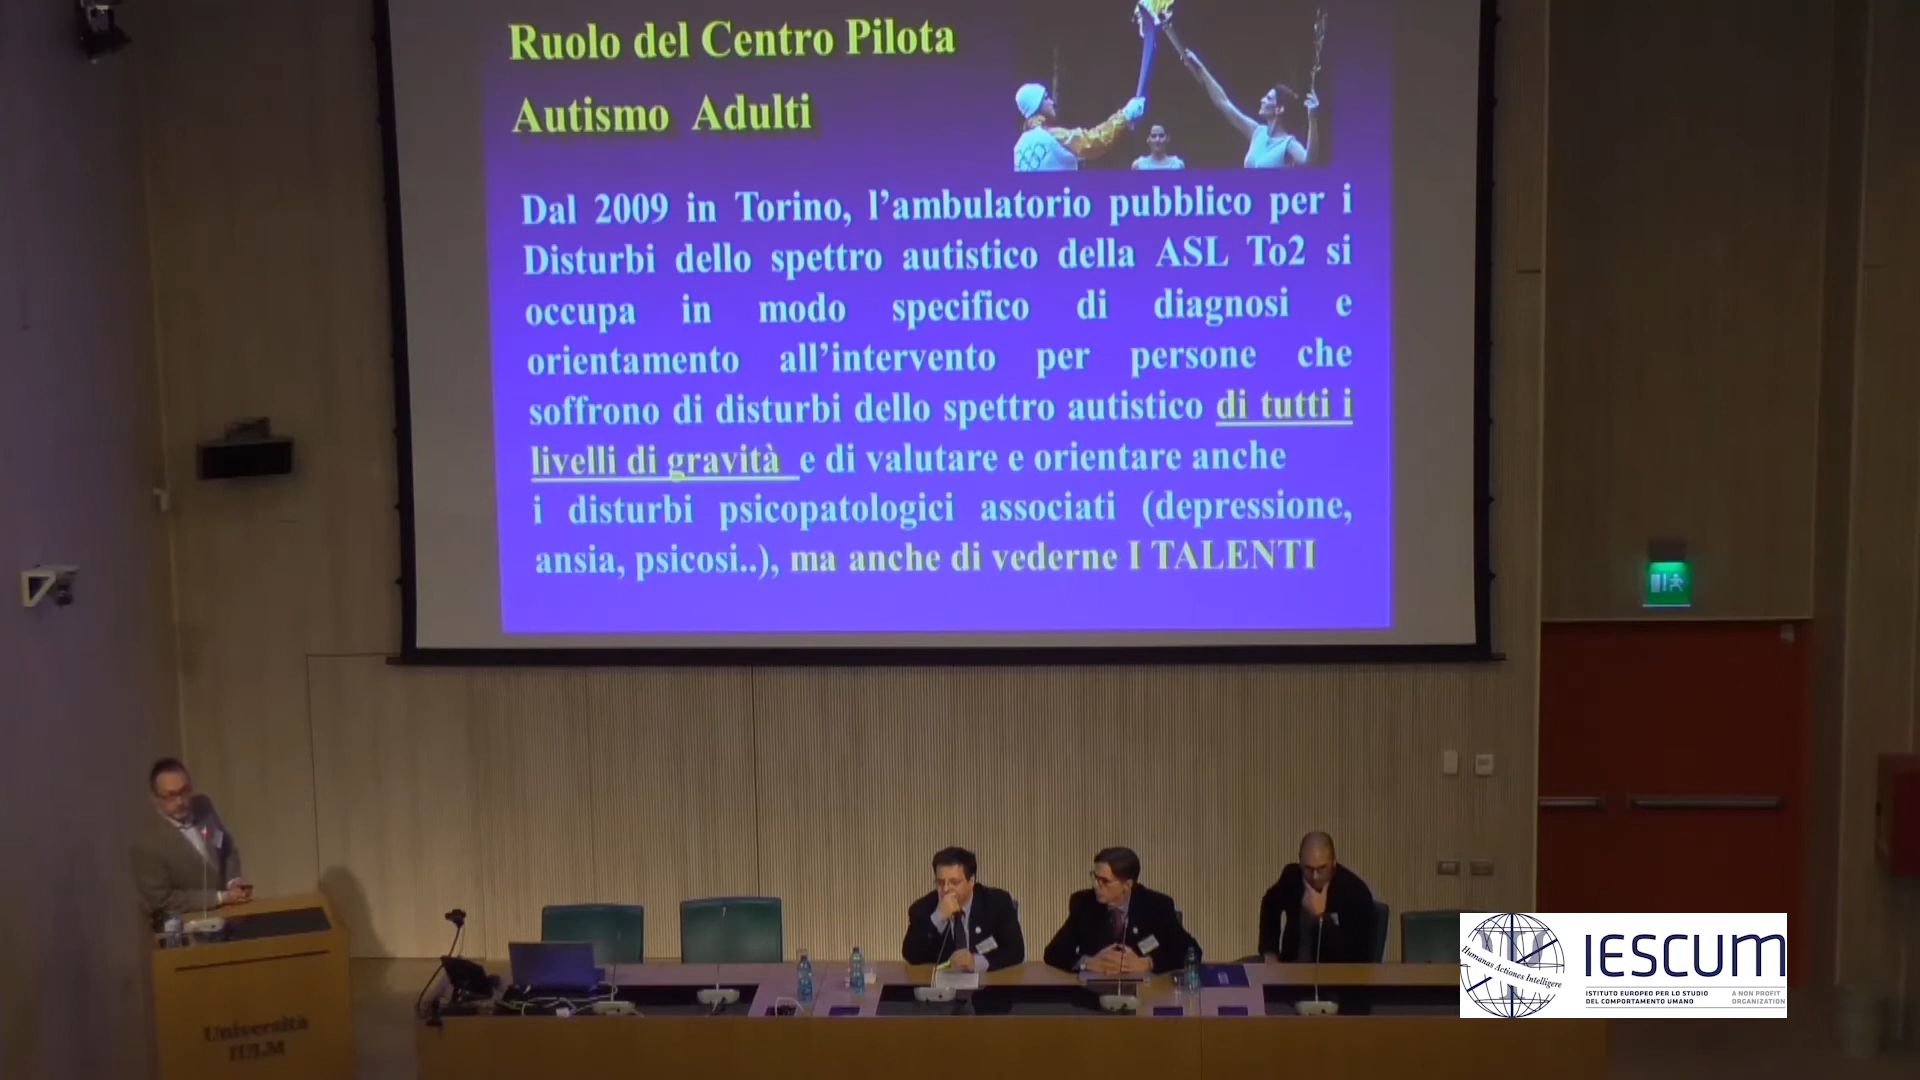 Ruolo del Centro Pilota
Autismo Adulti
Dal 2009 in Torino, l’ambulatorio pubblico per i
Disturbi dello spettro autistico della ASL To2 si
occupa in modo specifico di diagnosi e
orientamento all’intervento per persone che
soffrono di disturbi dello spettro autistico di tutti i
livelli di gravità e di valutare e orientare anche
i disturbi psicopatologici associati (depressione,
ansia, psicosi..), ma anche di vederne I TALENTI
Università
IULM
Humanas Actiones Intelligere
IESCUM
ISTITUTO EUROPEO PER LO STUDIO
DEL COMPORTAMENTO UMANO
A NON PROFIT
ORGANIZATION